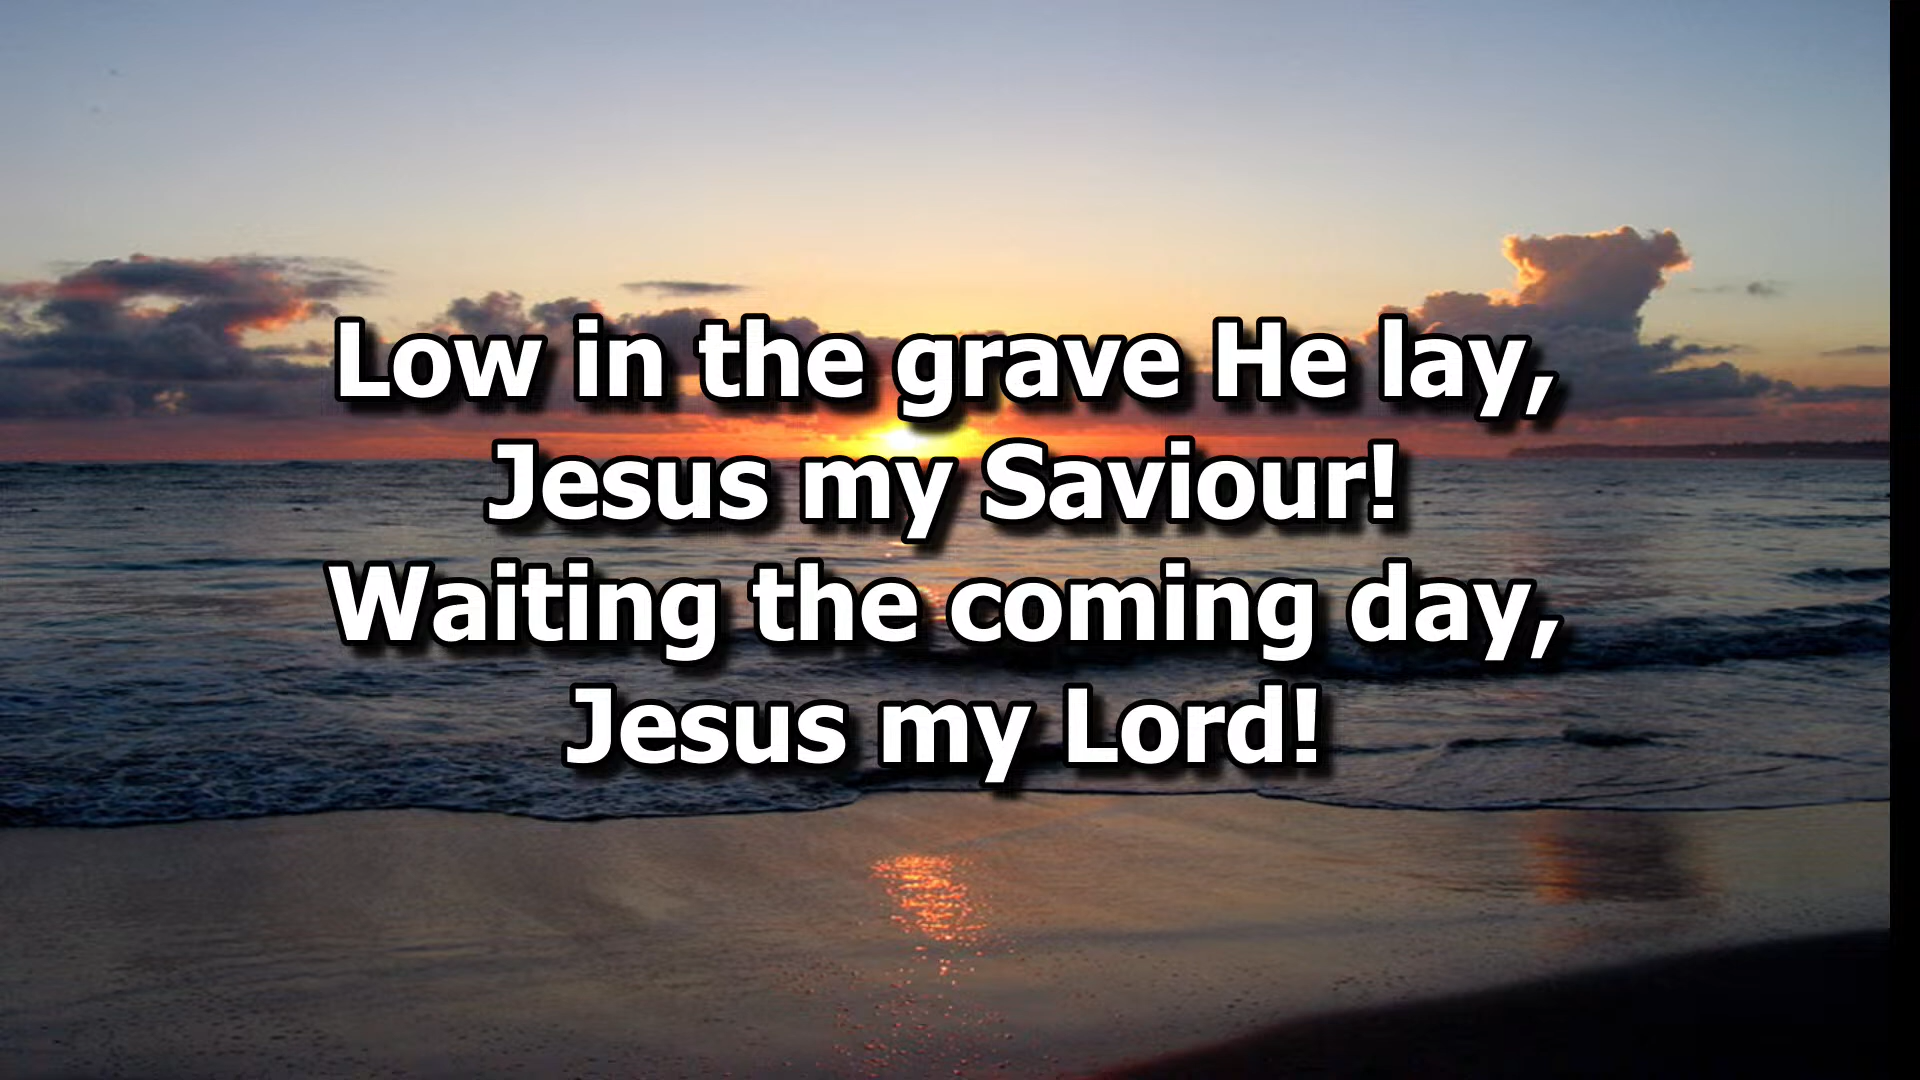 Low in the grave He lay,
Jesus my Saviour!
Waiting the coming day,
Jesus my Lord!